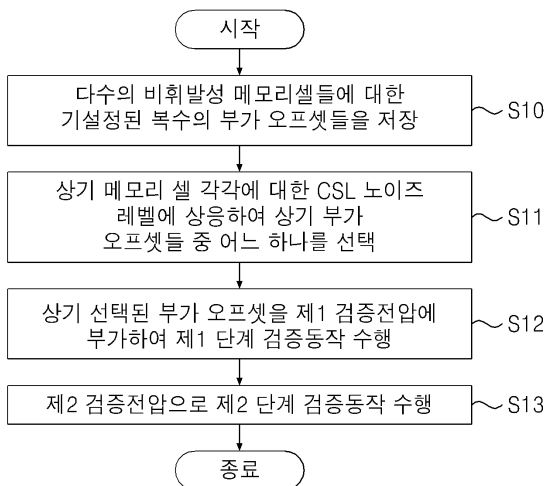 시작
다수의 비휘발성 메모리셀들에 대한
기설정된 복수의 부가 오프셋들을 저장
S10
상기 메모리 셀 각각에 대한 CSL 노이즈
레벨에 상응하여 상기 부가
오프셋들 중 어느 하나를 선택
S11
상기 선택된 부가 오프셋을 제1 검증전압에
부가하여 제1 단계 검증동작 수행
S12
제2 검증전압으로 제2 단계 검증동작 수행
S13
종료